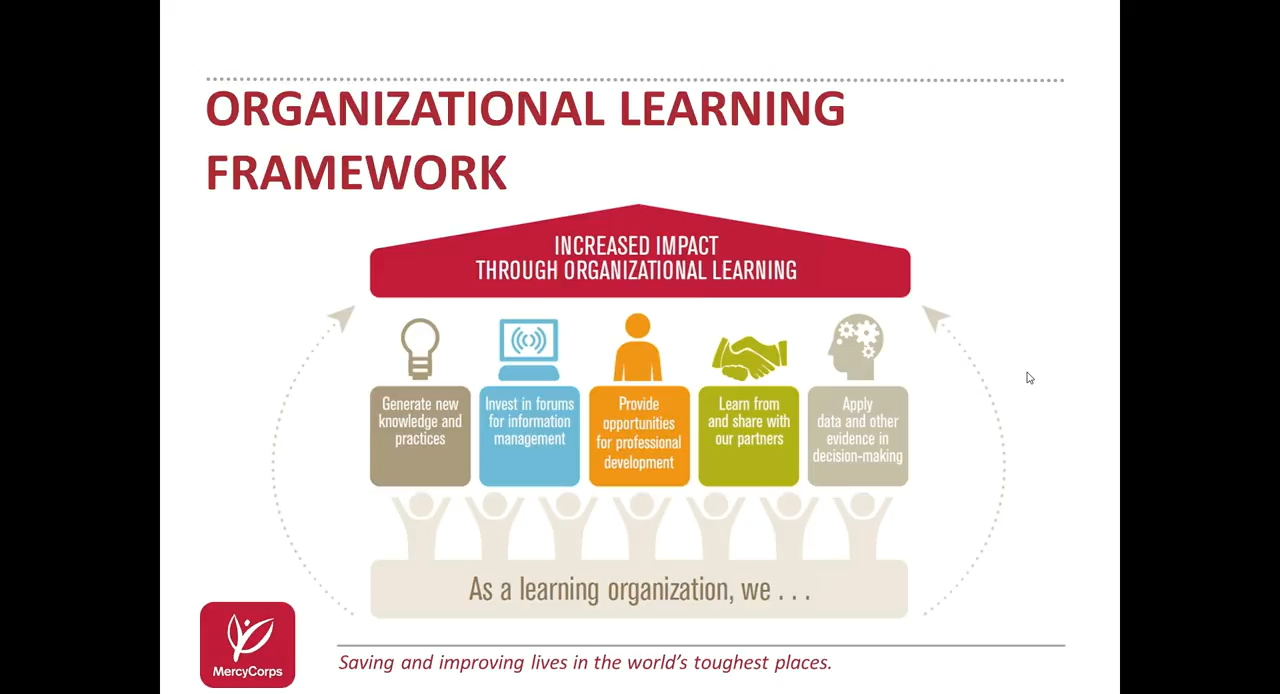 ORGANIZATIONAL LEARNING
FRAMEWORK
INCREASED IMPACT
THROUGH ORGANIZATIONAL LEARNING
Generate new
knowledge and
practices
Invest in forums
for information
management
Provide
opportunities
for professional
development
Learn from
and share with
our partners
Apply
data and other
evidence in
decision-making
As a learning organization, we . . .
MercyCorps
Saving and improving lives in the world's toughest places.